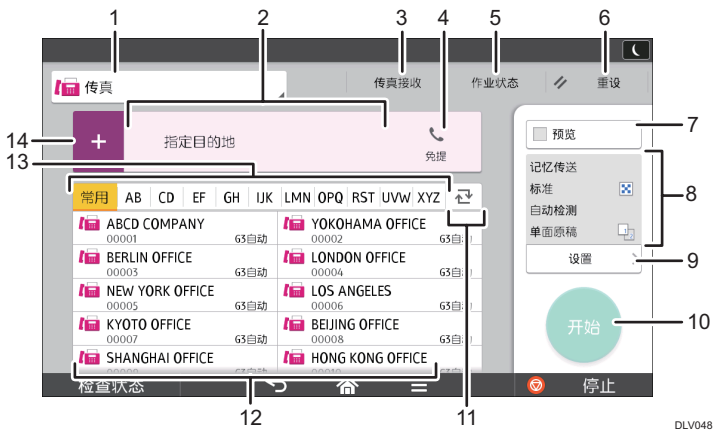 1 2 3 4 5 6
传真 传真接收 作业状态 重设
14 + 指定目的地 免提
预览 7
13
常用 AB CD EF GH IJK LMN OPQ RST UVW XYZ
记忆传送
标准
自动检测
单面原稿
8
设置 9
ABCD COMPANY
00001 G3自动
YOKOHAMA OFFICE
00002 G3自
BERLIN OFFICE
00003 G3自动
LONDON OFFICE
00004 G3自
NEW YORK OFFICE
00005 G3自动
LOS ANGELES
00006 G3自
KYOTO OFFICE
00007 G3自动
BEIJING OFFICE
00008 G3自
SHANGHAI OFFICE
HONG KONG OFFICE
开始 10
检查状态 停止
12 11
DLV048